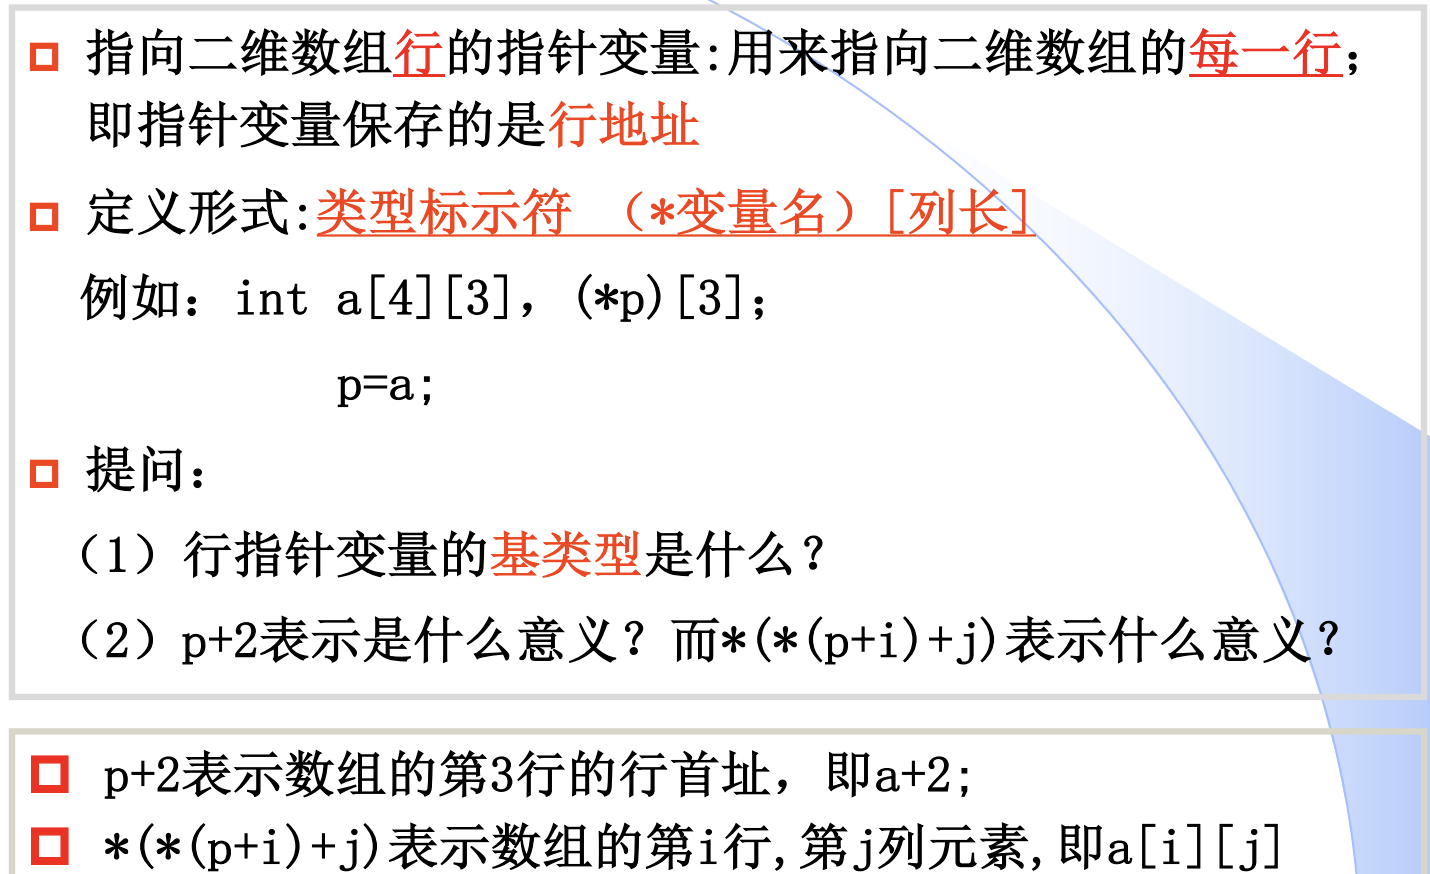 指向二维数组行的指针变量:用来指向二维数组的每一行;
即指针变量保存的是行地址
定义形式:类型标示符 （*变量名）[列长]
例如: int a[4][3], (*p)[3];
p=a;
提问:
（1）行指针变量的基类型是什么?
（2）p+2表示是什么意义? 而*(*(p+i)+j)表示什么意义?
p+2表示数组的第3行的行首址, 即a+2;
*(*(p+i)+j)表示数组的第i行,第j列元素,即a[i][j]